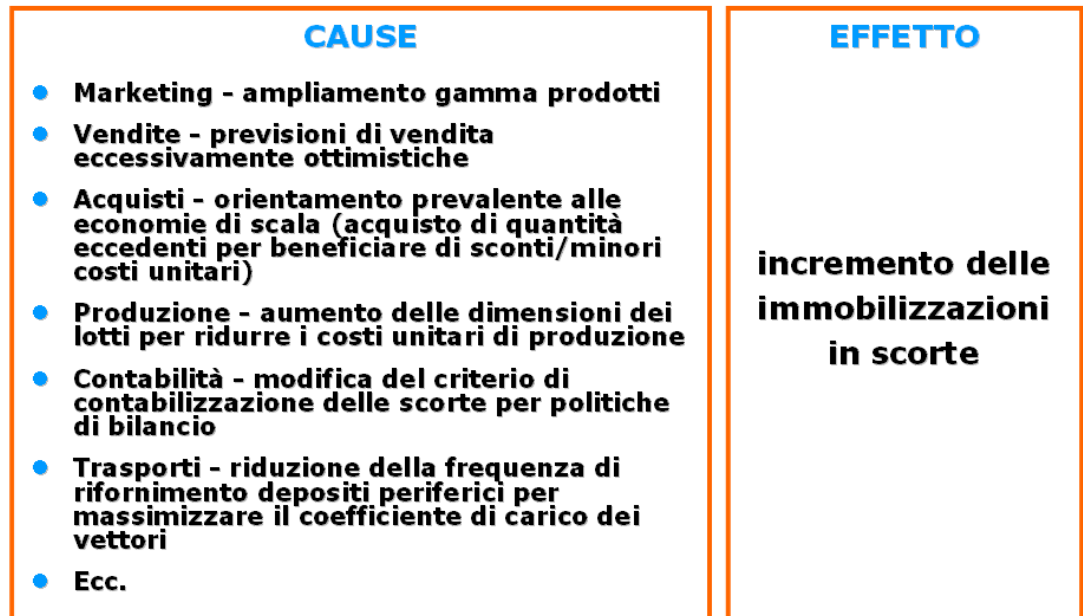 CAUSE
Marketing - ampliamento gamma prodotti
Vendite - previsioni di vendita
eccessivamente ottimistiche
Acquisti - orientamento prevalente alle
economie di scala (acquisto di quantità
eccedenti per beneficiare di sconti/minori
costi unitari)
Produzione - aumento delle dimensioni dei
lotti per ridurre i costi unitari di produzione
Contabilità - modifica del criterio di
contabilizzazione delle scorte per politiche
di bilancio
Trasporti - riduzione della frequenza di
rifornimento depositi periferici per
massimizzare il coefficiente di carico dei
vettori
Ecc.
EFFETTO
incremento delle
immobilizzazioni
in scorte